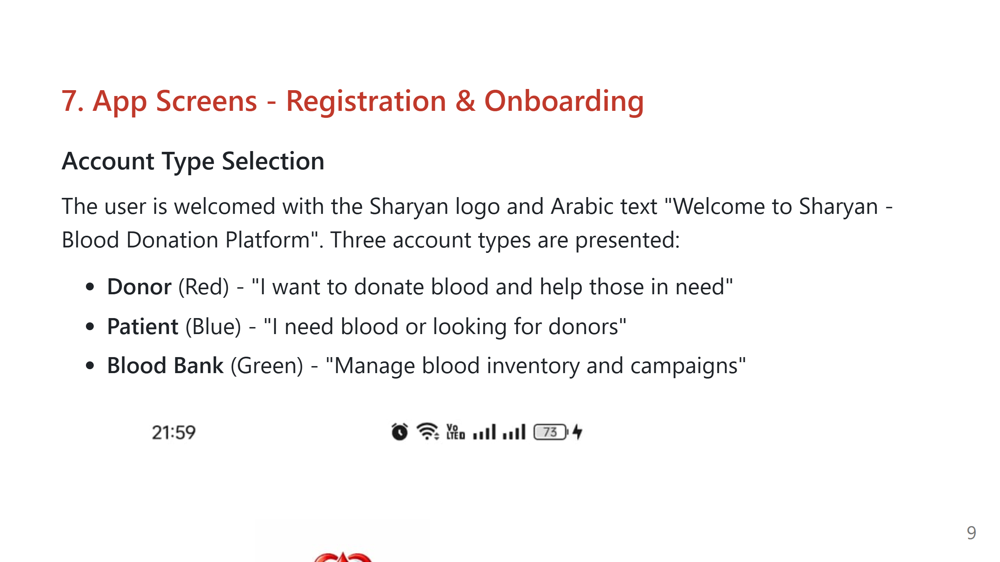 7. App Screens - Registration & Onboarding
Account Type Selection
The user is welcomed with the Sharyan logo and Arabic text "Welcome to Sharyan -
Blood Donation Platform". Three account types are presented:
• Donor (Red) - "I want to donate blood and help those in need"
• Patient (Blue) - "I need blood or looking for donors"
• Blood Bank (Green) - "Manage blood inventory and campaigns"
21:59 Vo LTE 73
9